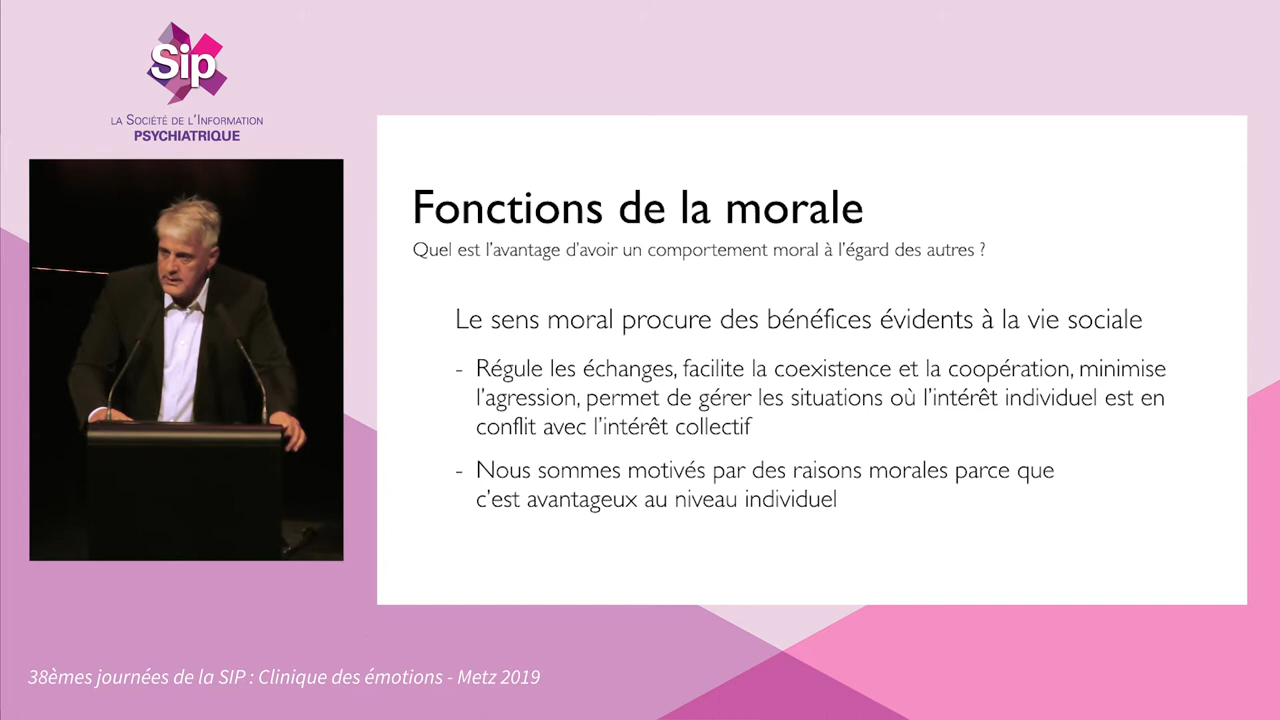 Sip
LA SOCIÉTÉ DE L'INFORMATION
PSYCHIATRIQUE
Fonctions de la morale
Quel est l'avantage d'avoir un comportement moral à l'égard des autres ?
Le sens moral procure des bénéfices évidents à la vie sociale
- Régule les échanges, facilite la coexistence et la coopération, minimise
l'agression, permet de gérer les situations où l'intérêt individuel est en
conflit avec l'intérêt collectif
- Nous sommes motivés par des raisons morales parce que
c'est avantageux au niveau individuel
38èmes journées de la SIP : Clinique des émotions - Metz 2019